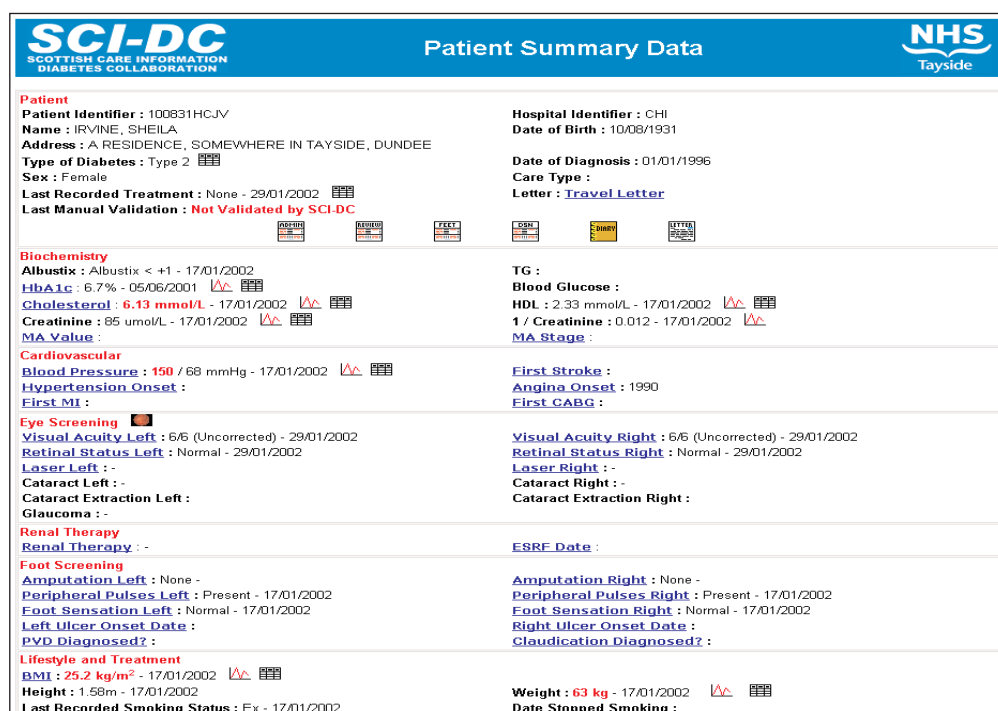 SCI-DC
SCOTTISH CARE INFORMATION
DIABETES COLLABORATION
Patient Summary Data
NHS
Tayside
Patient
Patient Identifier : 100831HCJV Hospital Identifier : CHI
Name : IRVINE, SHEILA Date of Birth : 10/08/1931
Address : A RESIDENCE, SOMEWHERE IN TAYSIDE, DUNDEE
Type of Diabetes : Type 2 Date of Diagnosis : 01/01/1996
Sex : Female Care Type :
Last Recorded Treatment : None - 29/01/2002 Letter : Travel Letter
Last Manual Validation : Not Validated by SCI-DC
ADMIN REVIEW FEET DSN DIARY LETTER
Biochemistry
Albustix : Albustix < +1 - 17/01/2002 TG :
HbA1c : 6.7% - 05/06/2001 Blood Glucose :
Cholesterol : 6.13 mmol/L - 17/01/2002 HDL : 2.33 mmol/L - 17/01/2002
Creatinine : 85 umol/L - 17/01/2002 1 / Creatinine : 0.012 - 17/01/2002
MA Value : MA Stage :
Cardiovascular
Blood Pressure : 150 / 68 mmHg - 17/01/2002 First Stroke :
Hypertension Onset : Angina Onset : 1990
First MI : First CABG :
Eye Screening
Visual Acuity Left : 6/6 (Uncorrected) - 29/01/2002 Visual Acuity Right : 6/6 (Uncorrected) - 29/01/2002
Retinal Status Left : Normal - 29/01/2002 Retinal Status Right : Normal - 29/01/2002
Laser Left : - Laser Right : -
Cataract Left : - Cataract Right : -
Cataract Extraction Left : Cataract Extraction Right :
Glaucoma : -
Renal Therapy
Renal Therapy : - ESRF Date :
Foot Screening
Amputation Left : None - Amputation Right : None -
Peripheral Pulses Left : Present - 17/01/2002 Peripheral Pulses Right : Present - 17/01/2002
Foot Sensation Left : Normal - 17/01/2002 Foot Sensation Right : Normal - 17/01/2002
Left Ulcer Onset Date : Right Ulcer Onset Date :
PVD Diagnosed? : Claudication Diagnosed? :
Lifestyle and Treatment
BMI : 25.2 kg/m² - 17/01/2002
Height : 1.58m - 17/01/2002 Weight : 63 kg - 17/01/2002
Last Recorded Smoking Status : Ex - 17/01/2002 Date Stopped Smoking :